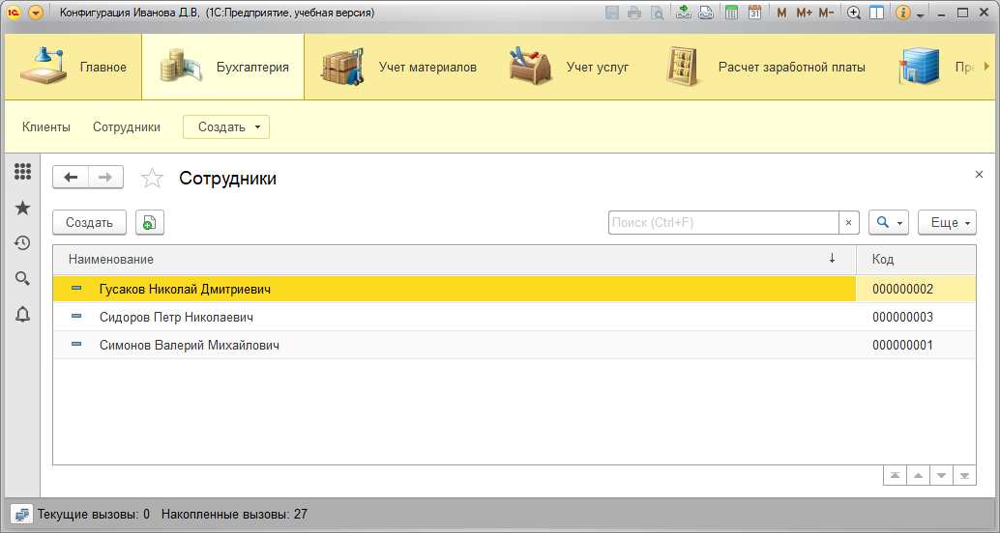 Конфигурация Иванова Д.В, (1С:Предприятие, учебная версия) 31 M M+ M-
Главное Бухгалтерия Учет материалов Учет услуг Расчет заработной платы
Клиенты Сотрудники Создать
Сотрудники
Создать Поиск (Ctrl+F) Еще
Наименование Код
Гусаков Николай Дмитриевич 000000002
Сидоров Петр Николаевич 000000003
Симонов Валерий Михайлович 000000001
Текущие вызовы: 0 Накопленные вызовы: 27